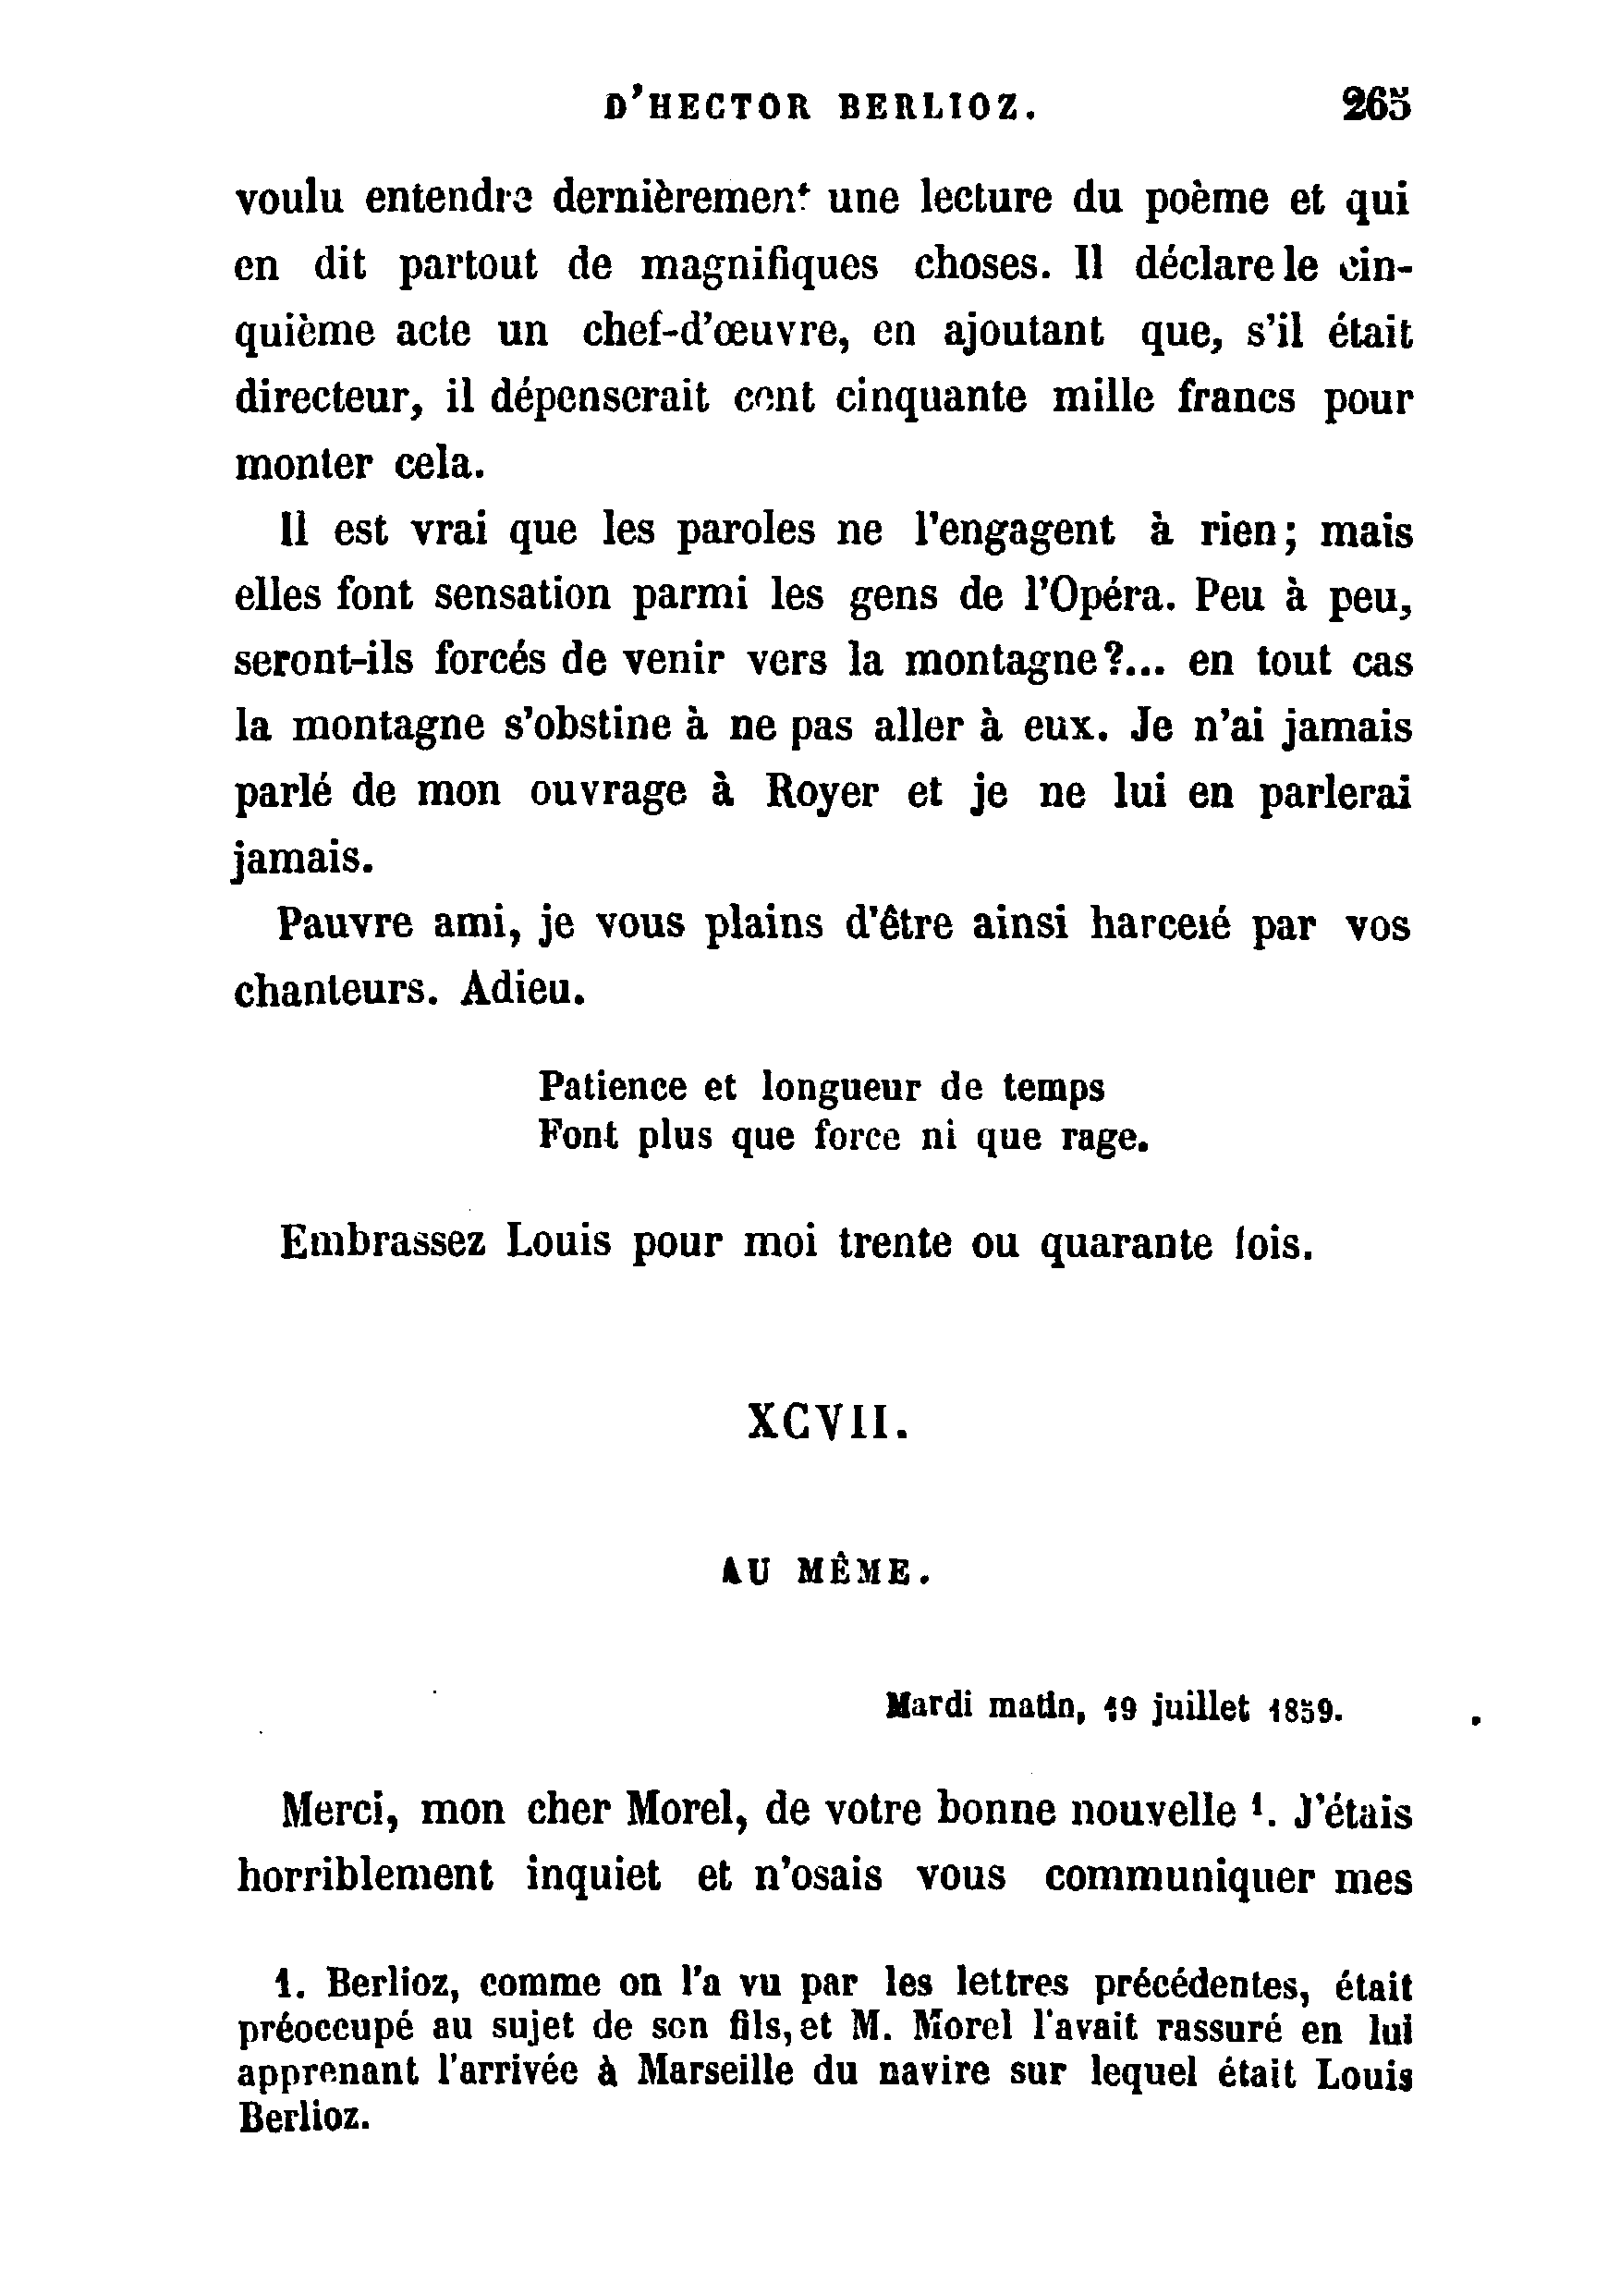 D'HECTOR BERLIOZ. 265
voulu entendre dernièrement une lecture du poème et qui
en dit partout de magnifiques choses. Il déclare le cin-
quième acte un chef-d'œuvre, en ajoutant que, s'il était
directeur, il dépenserait cent cinquante mille francs pour
monter cela.
Il est vrai que les paroles ne l'engagent à rien; mais
elles font sensation parmi les gens de l'Opéra. Peu à peu,
seront-ils forcés de venir vers la montagne?... en tout cas
la montagne s'obstine à ne pas aller à eux. Je n'ai jamais
parlé de mon ouvrage à Royer et je ne lui en parlerai
jamais.
Pauvre ami, je vous plains d'être ainsi harcelé par vos
chanteurs. Adieu.
Patience et longueur de temps
Font plus que force ni que rage.
Embrassez Louis pour moi trente ou quarante fois.
XCVII.
AU MÊME.
Mardi matin, 19 juillet 1859.
Merci, mon cher Morel, de votre bonne nouvelle 1. J'étais
horriblement inquiet et n'osais vous communiquer mes
1. Berlioz, comme on l'a vu par les lettres précédentes, était
préoccupé au sujet de son fils, et M. Morel l'avait rassuré en lui
apprenant l'arrivée à Marseille du navire sur lequel était Louis
Berlioz.